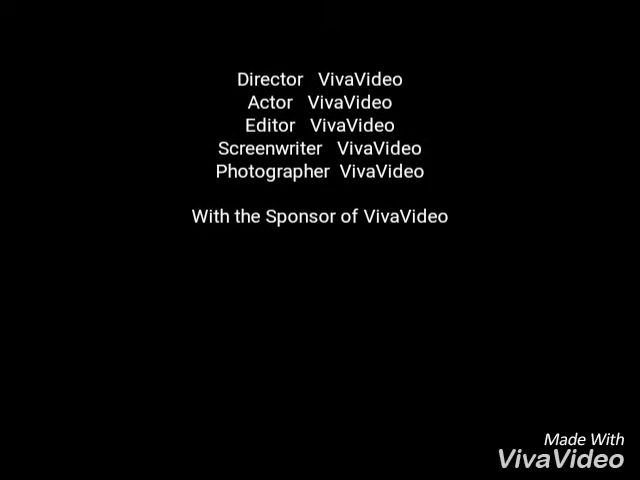 Director VivaVideo
Actor VivaVideo
Editor VivaVideo
Screenwriter VivaVideo
Photographer VivaVideo
With the Sponsor of VivaVideo
Made With
VivaVideo